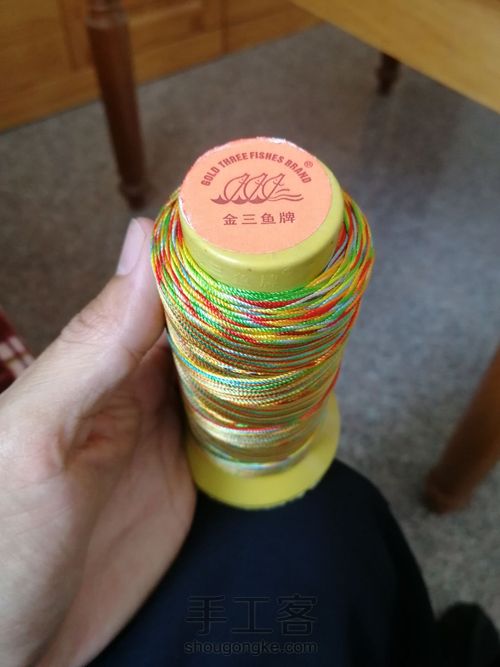 GOLD THREE FISHES BRAND ®
金三鱼牌
手工客
shougongke.com